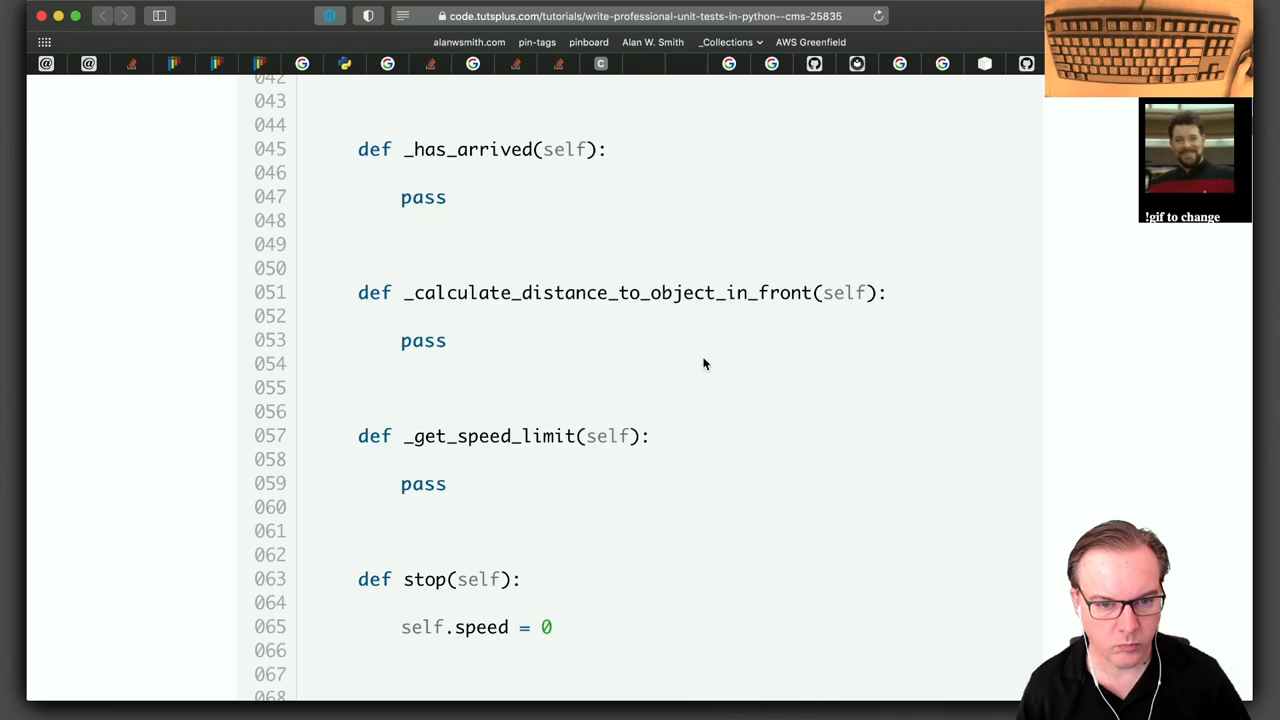 code.tutsplus.com/tutorials/write-professional-unit-tests-in-python--cms-25835
alanwsmith.com pin-tags pinboard Alan W. Smith _Collections AWS Greenfield
042
043
044
045 def _has_arrived(self):
046
047 pass
048
049
050
051 def _calculate_distance_to_object_in_front(self):
052
053 pass
054
055
056
057 def _get_speed_limit(self):
058
059 pass
060
061
062
063 def stop(self):
064
065 self.speed = 0
066
067
068
!gif to change